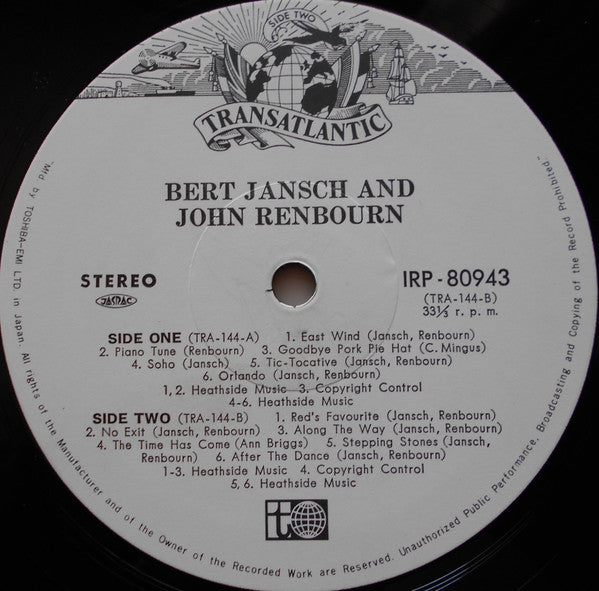 SIDE TWO
TRANSATLANTIC
BERT JANSCH AND
JOHN RENBOURN
STEREO
JASRAC
IRP-80943
(TRA-144-B)
33⅓ r. p. m.
SIDE ONE (TRA-144-A) 1. East Wind (Jansch, Renbourn)
2. Piano Tune (Renbourn) 3. Goodbye Pork Pie Hat (C. Mingus)
4. Soho (Jansch) 5. Tic-Tocative (Jansch, Renbourn)
6. Orlando (Jansch, Renbourn)
1, 2. Heathside Music 3. Copyright Control
4-6. Heathside Music
SIDE TWO (TRA-144-B) 1. Red's Favourite (Jansch, Renbourn)
2. No Exit (Jansch, Renbourn) 3. Along The Way (Jansch, Renbourn)
4. The Time Has Come (Ann Briggs) 5. Stepping Stones (Jansch,
Renbourn) 6. After The Dance (Jansch, Renbourn)
1-3. Heathside Music 4. Copyright Control
5, 6. Heathside Music
t
"Mfd by TOSHIBA-EMI LTD. in Japan. All rights of the Manufacturer and of the Owner of the Recorded Work are Reserved. Unauthorized Public Performance, Broadcasting and Copying of the Record Prohibited"